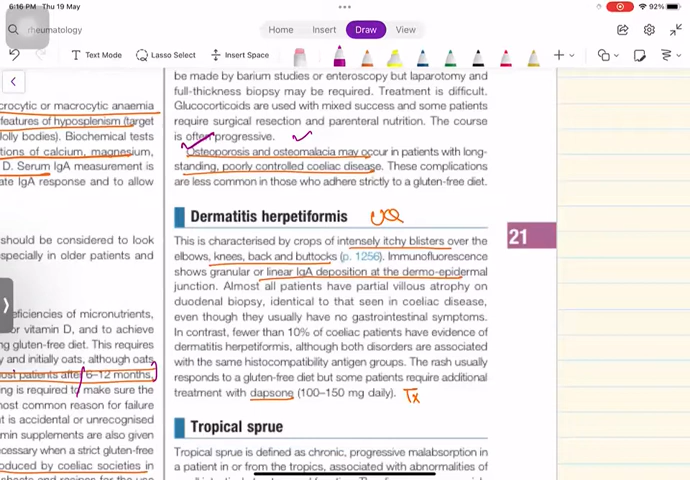 6:16 PM Thu 19 May
92%
rheumatology
Home Insert Draw View
Text Mode Lasso Select Insert Space
crocytic or macrocytic anaemia
features of hyposplenism (target
Jolly bodies). Biochemical tests
tions of calcium, magnesium,
D. Serum IgA measurement is
ate IgA response and to allow
should be considered to look
especially in older patients and
deficiencies of micronutrients,
or vitamin D, and to achieve
ng gluten-free diet. This requires
y and initially oats, although oats
ost patients after 6–12 months,
ing is required to make sure the
most common reason for failure
t is accidental or unrecognised
min supplements are also given
cessary when a strict gluten-free
oduced by coeliac societies in
be made by barium studies or enteroscopy but laparotomy and
full-thickness biopsy may be required. Treatment is difficult.
Glucocorticoids are used with mixed success and some patients
require surgical resection and parenteral nutrition. The course
is often progressive.
Osteoporosis and osteomalacia may occur in patients with long-
standing, poorly controlled coeliac disease. These complications
are less common in those who adhere strictly to a gluten-free diet.
Dermatitis herpetiformis
This is characterised by crops of intensely itchy blisters over the
elbows, knees, back and buttocks (p. 1256). Immunofluorescence
shows granular or linear IgA deposition at the dermo-epidermal
junction. Almost all patients have partial villous atrophy on
duodenal biopsy, identical to that seen in coeliac disease,
even though they usually have no gastrointestinal symptoms.
In contrast, fewer than 10% of coeliac patients have evidence of
dermatitis herpetiformis, although both disorders are associated
with the same histocompatibility antigen groups. The rash usually
responds to a gluten-free diet but some patients require additional
treatment with dapsone (100–150 mg daily). Tx
Tropical sprue
Tropical sprue is defined as chronic, progressive malabsorption in
a patient in or from the tropics, associated with abnormalities of
21